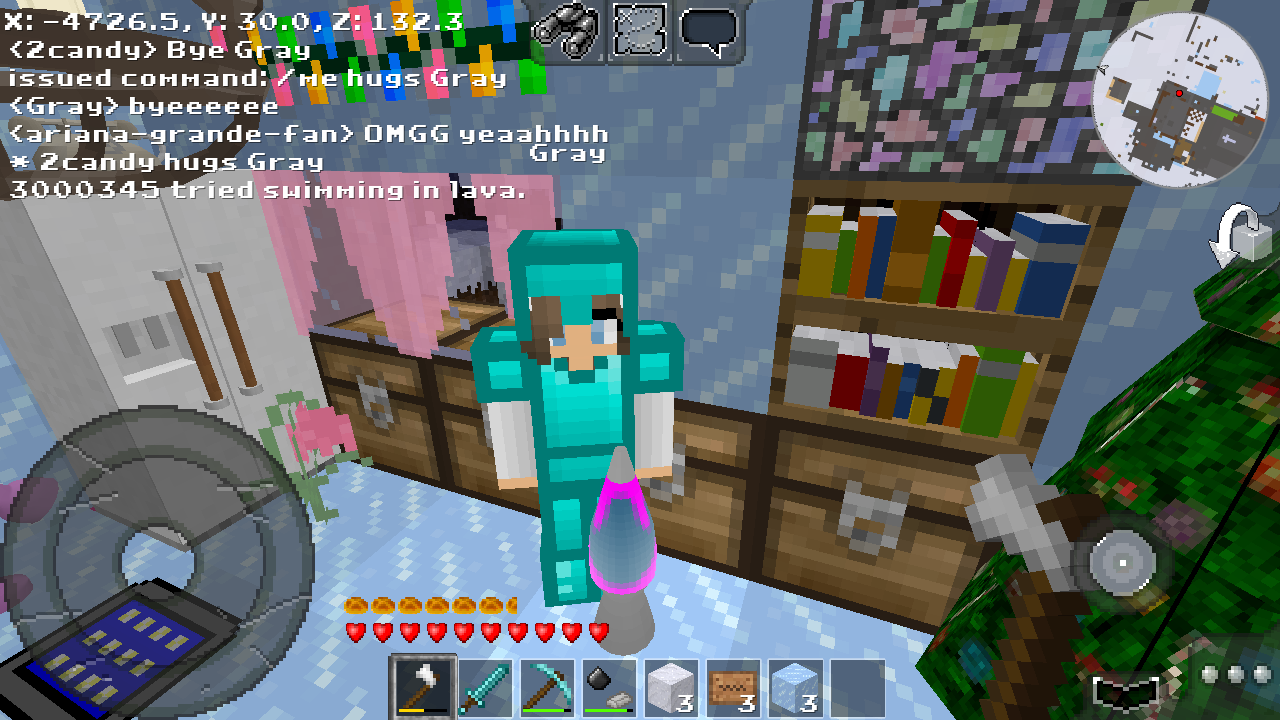 X: -4726.5, Y: 30.0, Z: 132.3
<2candy> Bye Gray
issued command: /me hugs Gray
<Gray> byeeeeee
<ariana-grande-fan> OMGG yeaahhhh
* 2candy hugs Gray
Gray
3000345 tried swimming in lava.
3
3
3